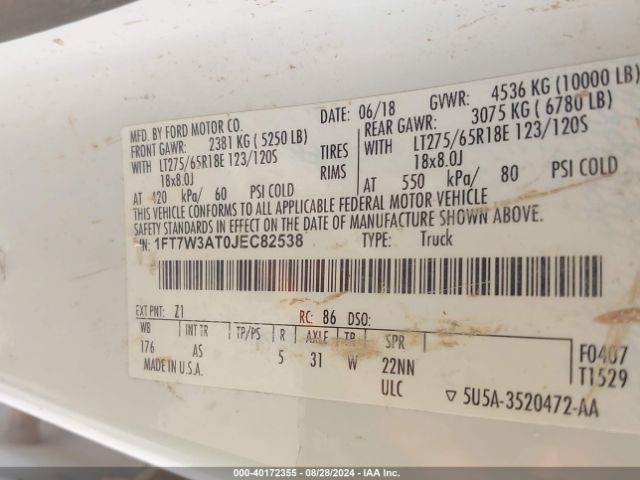 MFD. BY FORD MOTOR CO.
DATE: 06/18 GVWR: 4536 KG (10000 LB)
FRONT GAWR: 2381 KG ( 5250 LB)
REAR GAWR: 3075 KG ( 6780 LB)
WITH LT275/65R18E 123/120S TIRES WITH LT275/65R18E 123/120S
18x8.0J RIMS 18x8.0J
AT 420 kPa/ 60 PSI COLD AT 550 kPa/ 80 PSI COLD
THIS VEHICLE CONFORMS TO ALL APPLICABLE FEDERAL MOTOR VEHICLE
SAFETY STANDARDS IN EFFECT ON THE DATE OF MANUFACTURE SHOWN ABOVE.
1FT7W3AT0JEC82538 TYPE: Truck
EXT PNT: Z1 RC: 86 DSO:
WB INT TR TP/PS R AXLE TR SPR
176 AS 5 31 W 22NN
ULC
MADE IN U.S.A.
F0407
T1529
▽ 5U5A-3520472-AA
000-40172355 - 08/28/2024 - IAA Inc.